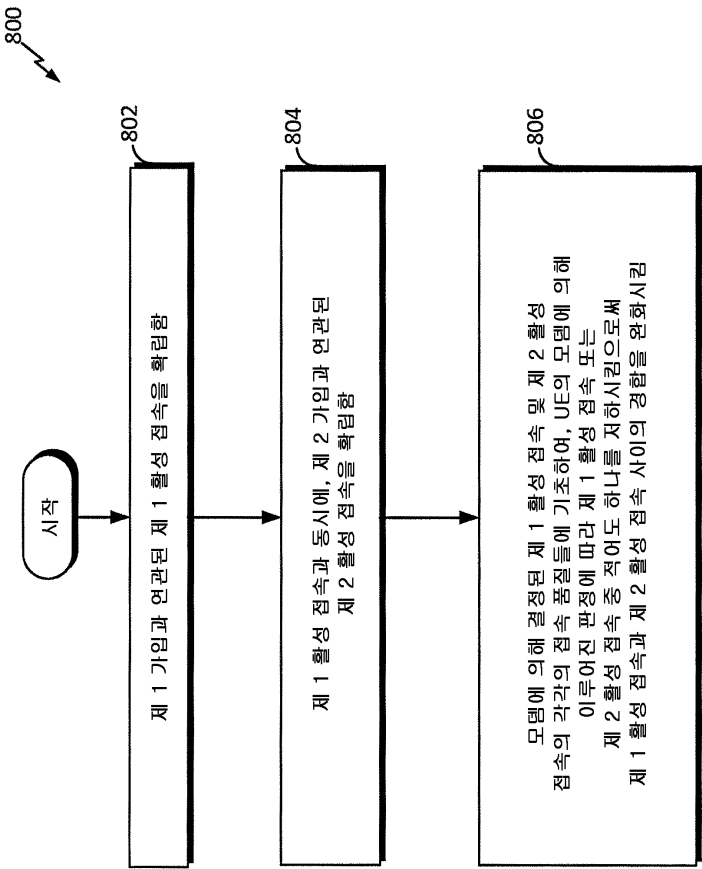 800
시작
802
제 1 가입과 연관된 제 1 활성 접속을 확립함
804
제 1 활성 접속과 동시에, 제 2 가입과 연관된
제 2 활성 접속을 확립함
806
모뎀에 의해 결정된 제 1 활성 접속 및 제 2 활성
접속의 각각의 접속 품질들에 기초하여, UE의 모뎀에 의해
이루어진 판정에 따라 제 1 활성 접속 또는
제 2 활성 접속 중 적어도 하나를 저하시킴으로써
제 1 활성 접속과 제 2 활성 접속 사이의 경합을 완화시킴